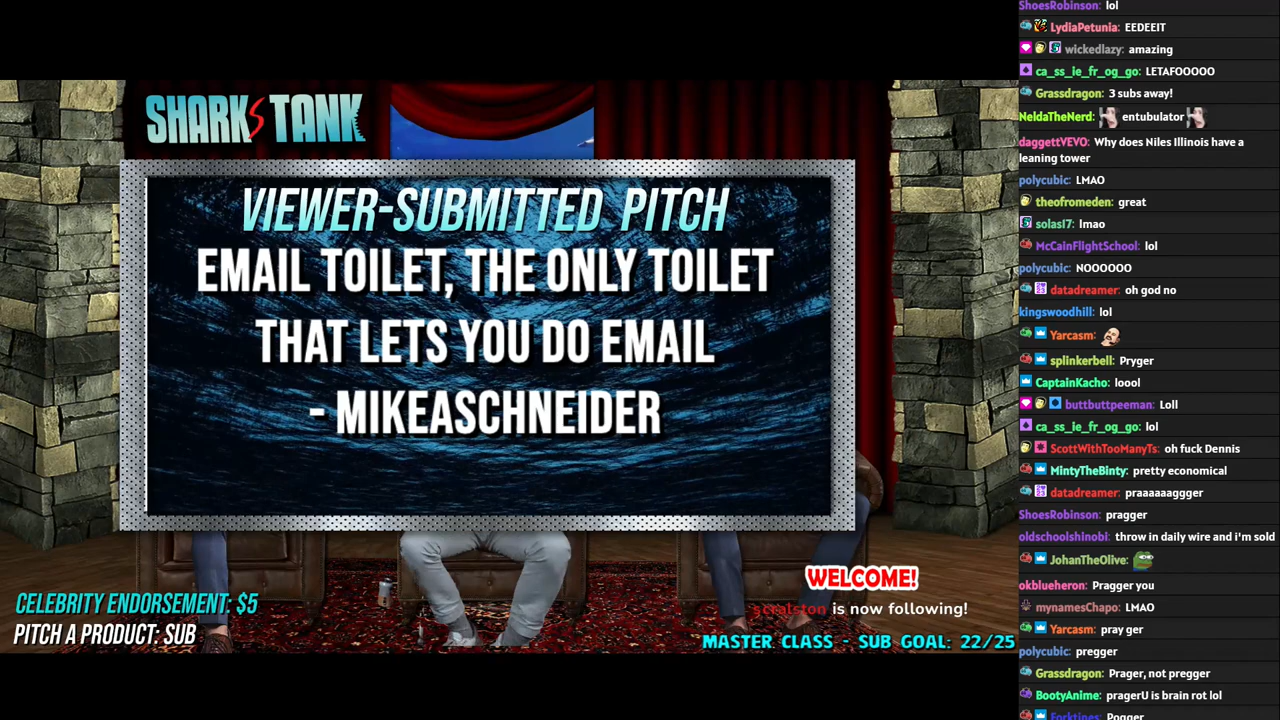 SHARK TANK
VIEWER-SUBMITTED PITCH
EMAIL TOILET, THE ONLY TOILET
THAT LETS YOU DO EMAIL
- MIKEASCHNEIDER
CELEBRITY ENDORSEMENT: $5
PITCH A PRODUCT: SUB
WELCOME!
scralston is now following!
MASTER CLASS - SUB GOAL: 22/25
ShoesRobinson: lol
LydiaPetunia: EEDEEIT
wickedlazy: amazing
ca_ss_ie_fr_og_go: LETAFOOOOO
Grassdragon: 3 subs away!
NeldaTheNerd: entubulator
daggettVEVO: Why does Niles Illinois have a
leaning tower
polycubic: LMAO
theofromeden: great
solasI7: lmao
McCainFlightSchool: lol
polycubic: NOOOOOO
datadreamer: oh god no
kingswoodhill: lol
Yarcasm:
splinkerbell: Pryger
CaptainKacho: loool
buttbuttpeeman: Loll
ca_ss_ie_fr_og_go: lol
ScottWithTooManyTs: oh fuck Dennis
MintyTheBinty: pretty economical
datadreamer: praaaaaaggger
ShoesRobinson: pragger
oldschoolshinobI: throw in daily wire and i'm sold
JohanTheOlive:
okblueheron: Pragger you
mynamesChapo: LMAO
Yarcasm: pray ger
polycubic: pregger
Grassdragon: Prager, not pregger
BootyAnime: pragerU is brain rot lol
Forktines: Pogger